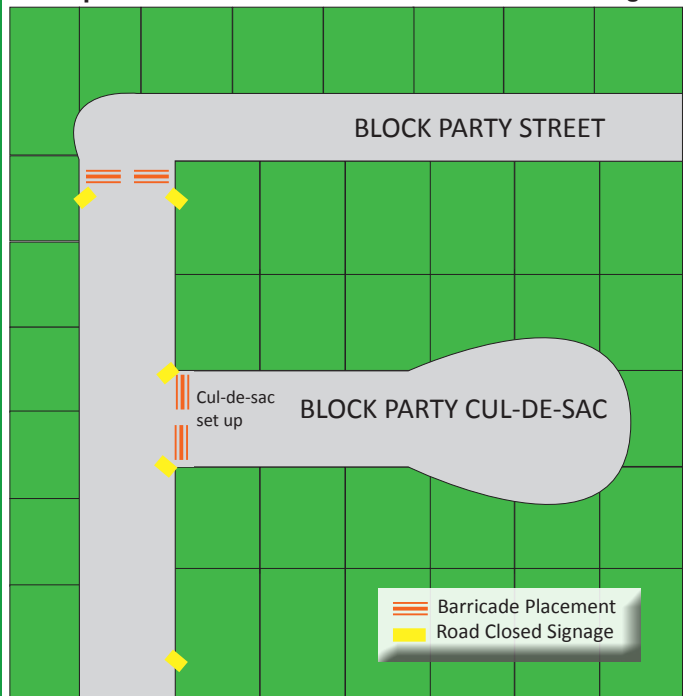 BLOCK PARTY STREET
Cul-de-sac
set up
BLOCK PARTY CUL-DE-SAC
Barricade Placement
Road Closed Signage